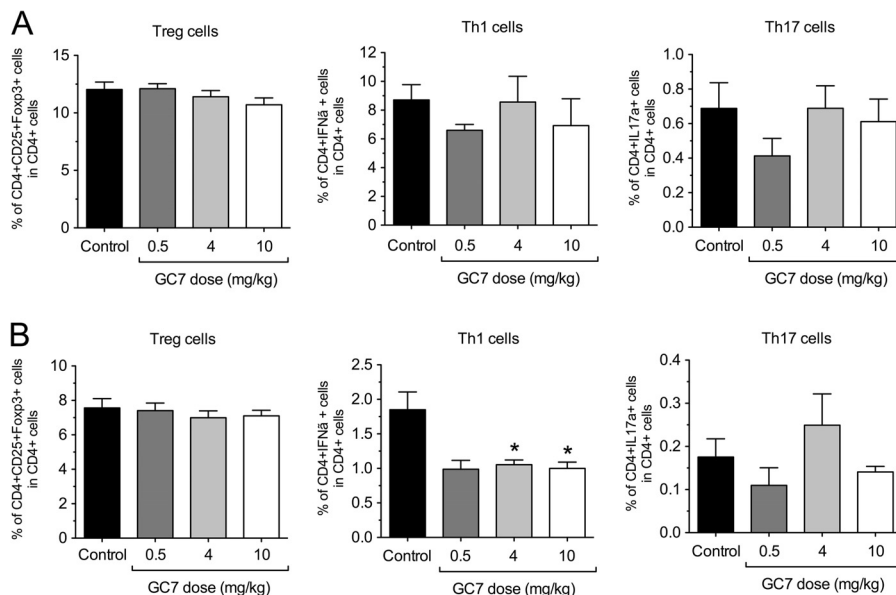 A
Treg cells
% of CD4+CD25+Foxp3+ cells
in CD4+ cells
15
10
5
0
Control
0.5
4
10
GC7 dose (mg/kg)
Th1 cells
% of CD4+IFNä + cells
in CD4+ cells
12
10
8
6
4
2
0
Control
0.5
4
10
GC7 dose (mg/kg)
Th17 cells
% of CD4+IL17a+ cells
in CD4+ cells
1.0
0.8
0.6
0.4
0.2
0.0
Control
0.5
4
10
GC7 dose (mg/kg)
B
Treg cells
% of CD4+CD25+Foxp3+ cells
in CD4+ cells
10
8
6
4
2
0
Control
0.5
4
10
GC7 dose (mg/kg)
Th1 cells
% of CD4+IFNä + cells
in CD4+ cells
2.5
2.0
1.5
1.0
0.5
0.0
*
*
Control
0.5
4
10
GC7 dose (mg/kg)
Th17 cells
% of CD4+IL17a+ cells
in CD4+ cells
0.4
0.3
0.2
0.1
0.0
Control
0.5
4
10
GC7 dose (mg/kg)